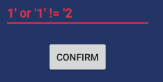 1' or '1' != '2
CONFIRM